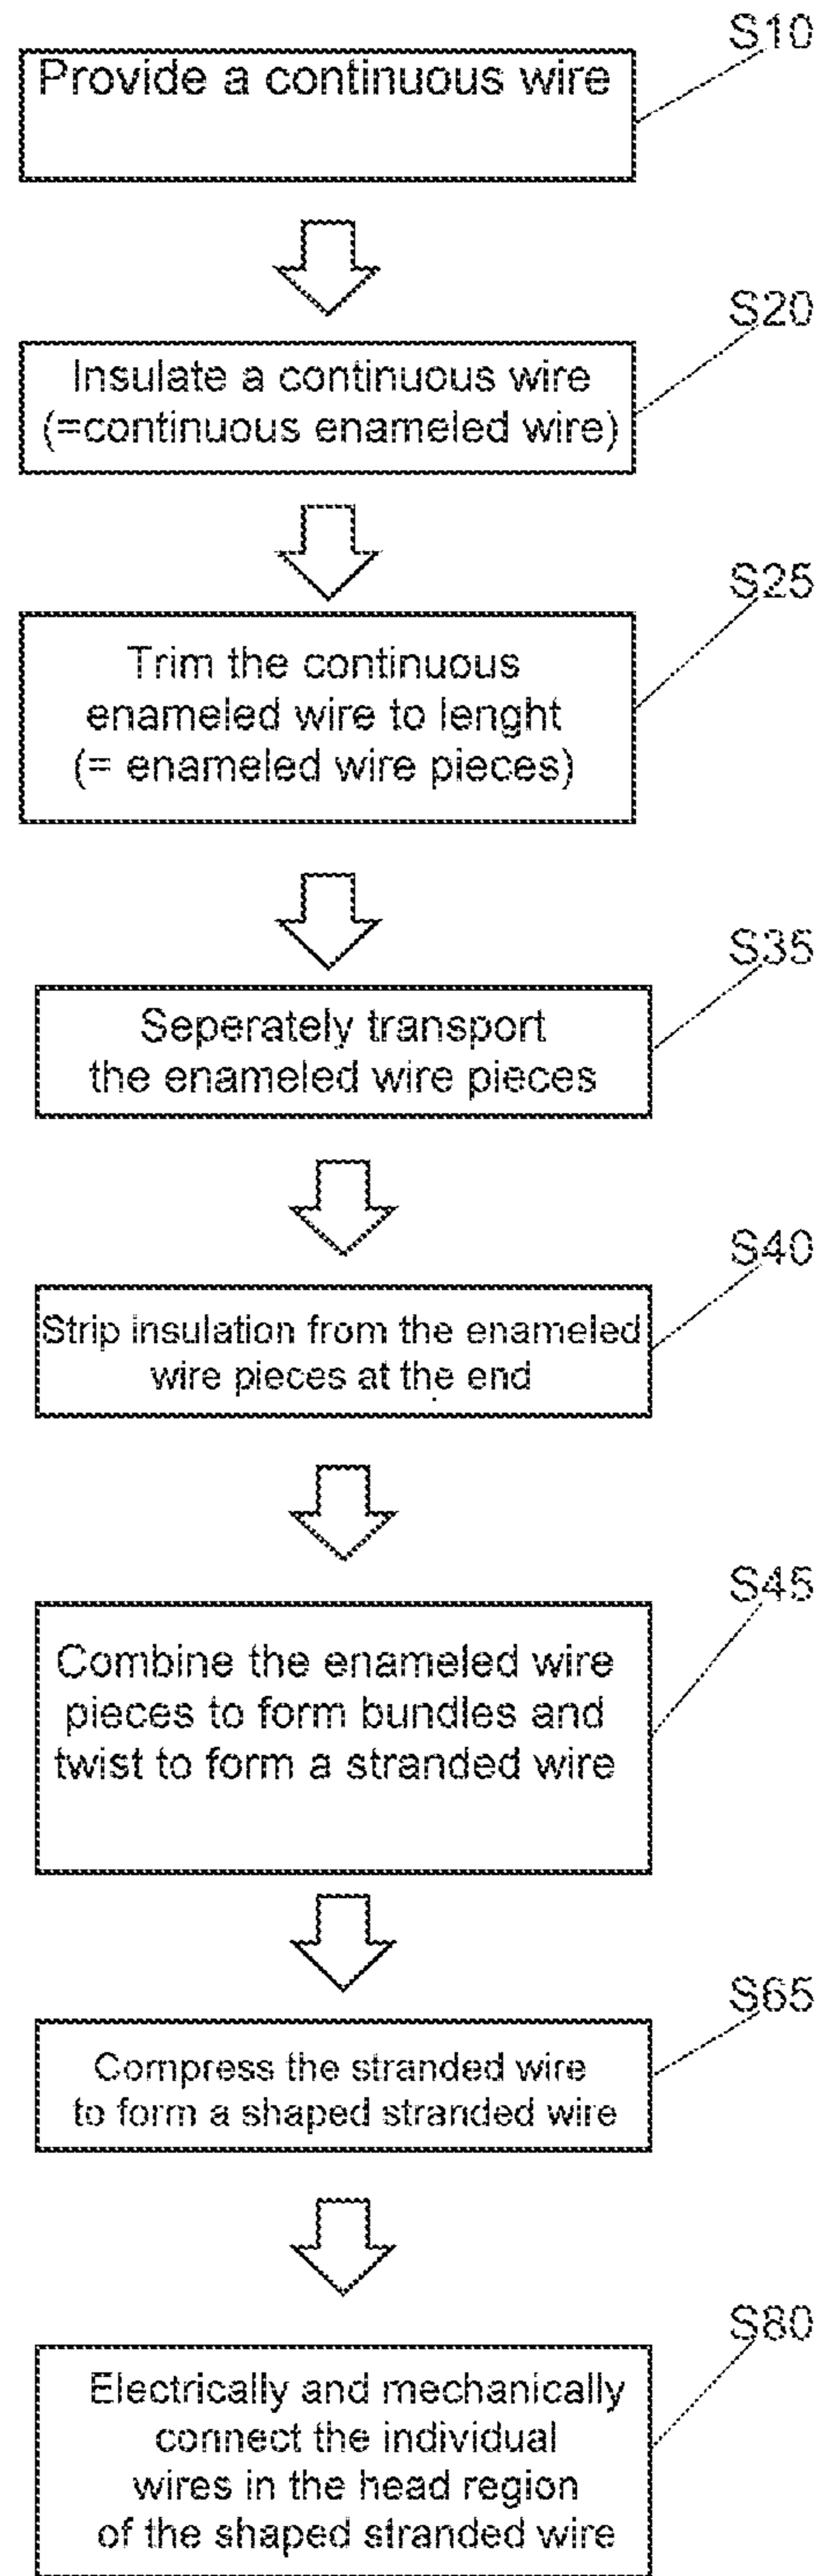 S10
Provide a continuous wire
S20
Insulate a continuous wire
(=continuous enameled wire)
S25
Trim the continuous
enameled wire to lenght
(= enameled wire pieces)
S35
Seperately transport
the enameled wire pieces
S40
Strip insulation from the enameled
wire pieces at the end
S45
Combine the enameled wire
pieces to form bundles and
twist to form a stranded wire
S65
Compress the stranded wire
to form a shaped stranded wire
S80
Electrically and mechanically
connect the individual
wires in the head region
of the shaped stranded wire